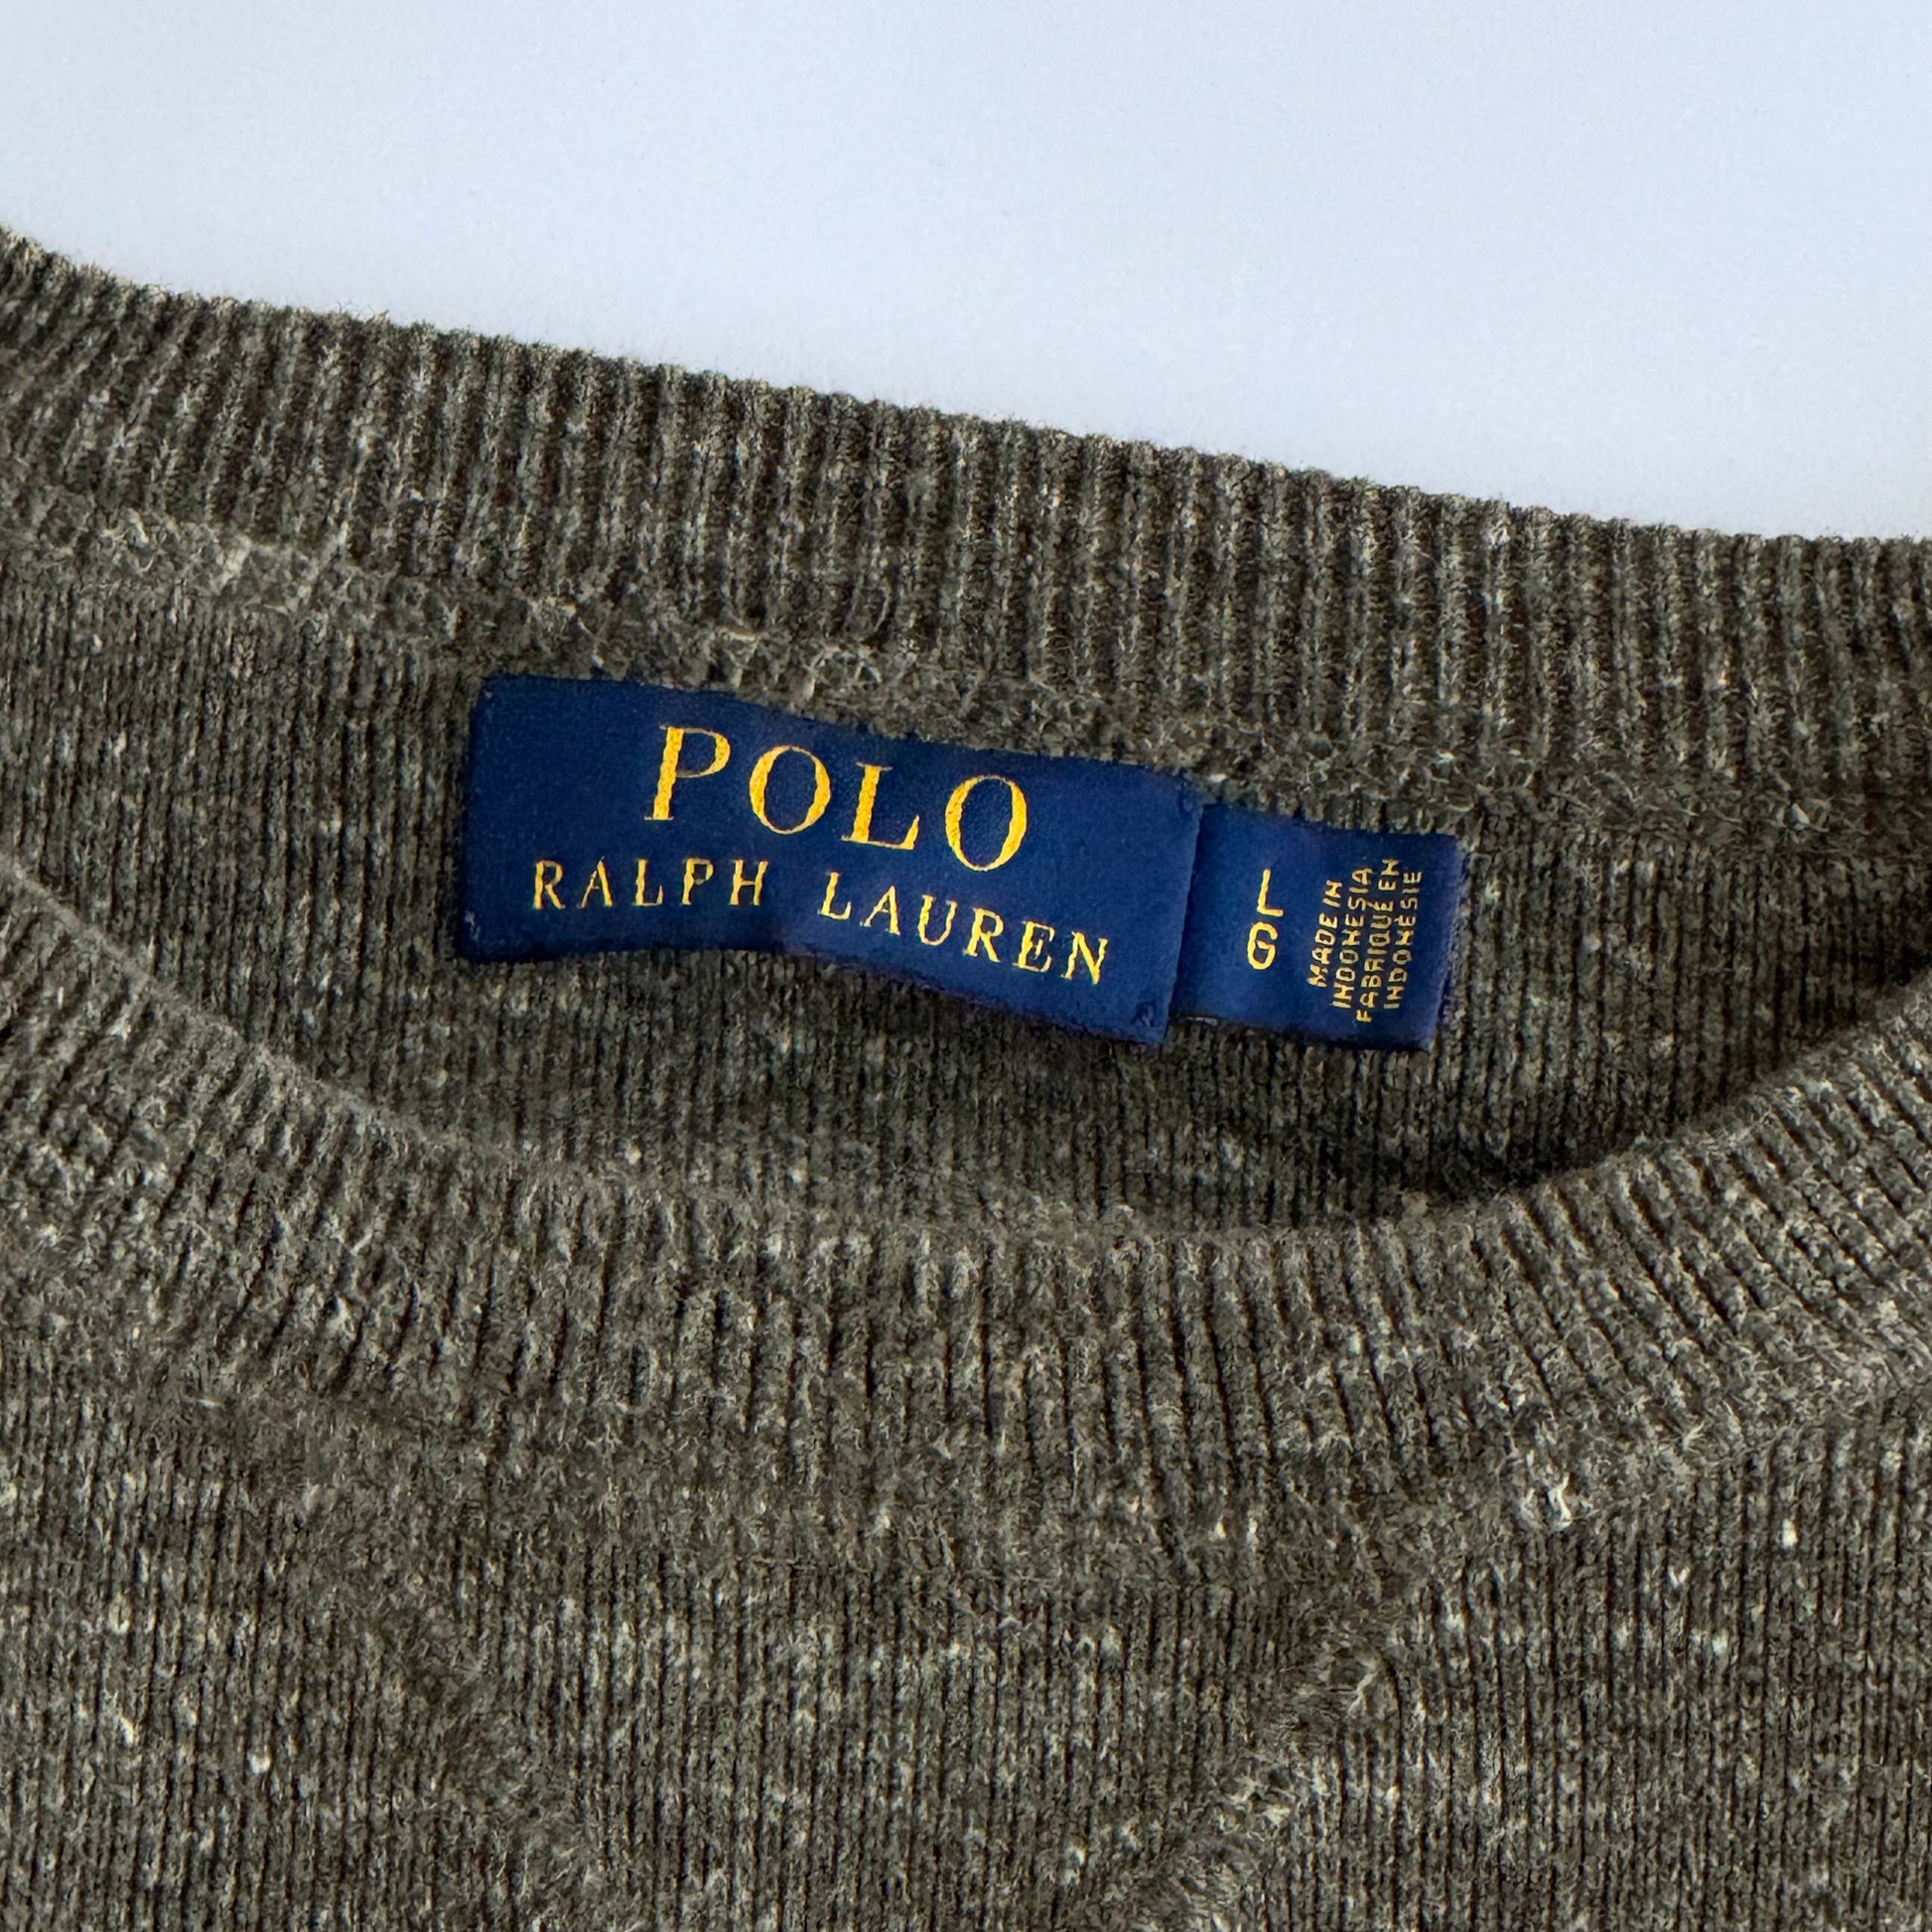 POLO
RALPH LAUREN
L
G
MADE IN
INDONESIA
FABRIQUÉ EN
INDONÉSIE